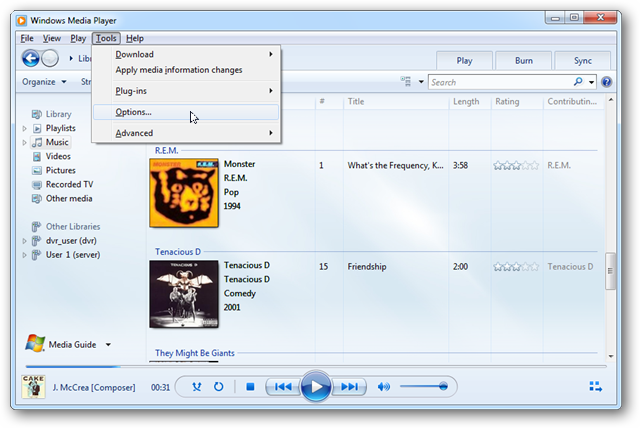 Windows Media Player
File View Play Tools Help
Download
Apply media information changes
Plug-ins
Options...
Advanced
Play Burn Sync
Organize
Search
# Title Length Rating Contributin...
Library
Playlists
Music
Videos
Pictures
Recorded TV
Other media
Other Libraries
dvr_user (dvr)
User 1 (server)
R.E.M.
MONSTER R.E.M.
Monster
R.E.M.
Pop
1994
1 What's the Frequency, K... 3:58 R.E.M.
Tenacious D
TENACIOUS D
Tenacious D
Tenacious D
Comedy
2001
15 Friendship 2:00 Tenacious D
They Might Be Giants
Media Guide
CAKE
J. McCrea [Composer] 00:31